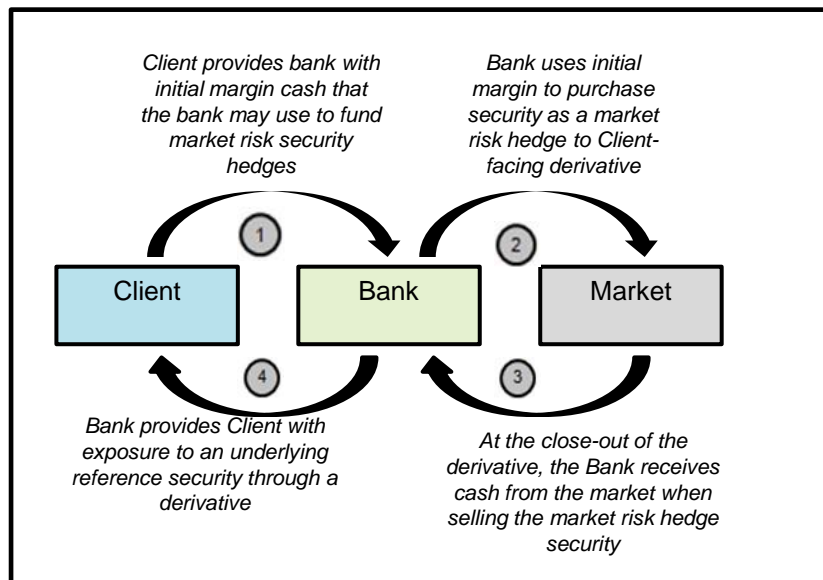 Client provides bank with
initial margin cash that
the bank may use to fund
market risk security
hedges
Bank uses initial
margin to purchase
security as a market
risk hedge to Client-
facing derivative
1
2
Client
Bank
Market
4
3
Bank provides Client with
exposure to an underlying
reference security through a
derivative
At the close-out of the
derivative, the Bank receives
cash from the market when
selling the market risk hedge
security